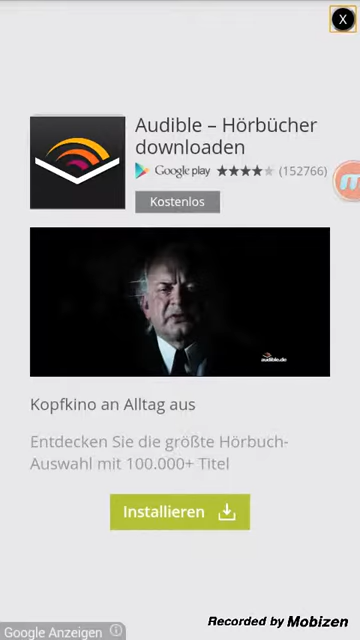 X
Audible – Hörbücher
downloaden
Google play (152766)
Kostenlos
audible.de
Kopfkino an Alltag aus
Entdecken Sie die größte Hörbuch-
Auswahl mit 100.000+ Titel
Installieren
Google Anzeigen
Recorded by Mobizen